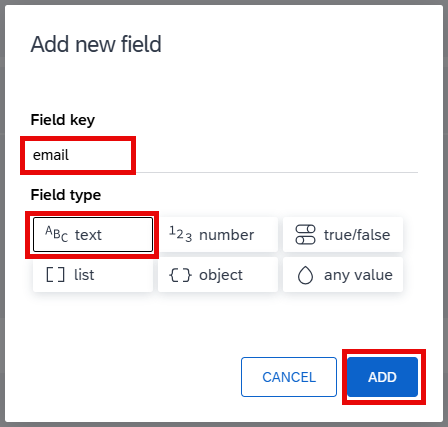 Add new field
Field key
email
Field type
ABC text 123 number true/false
[ ] list { } object any value
CANCEL ADD